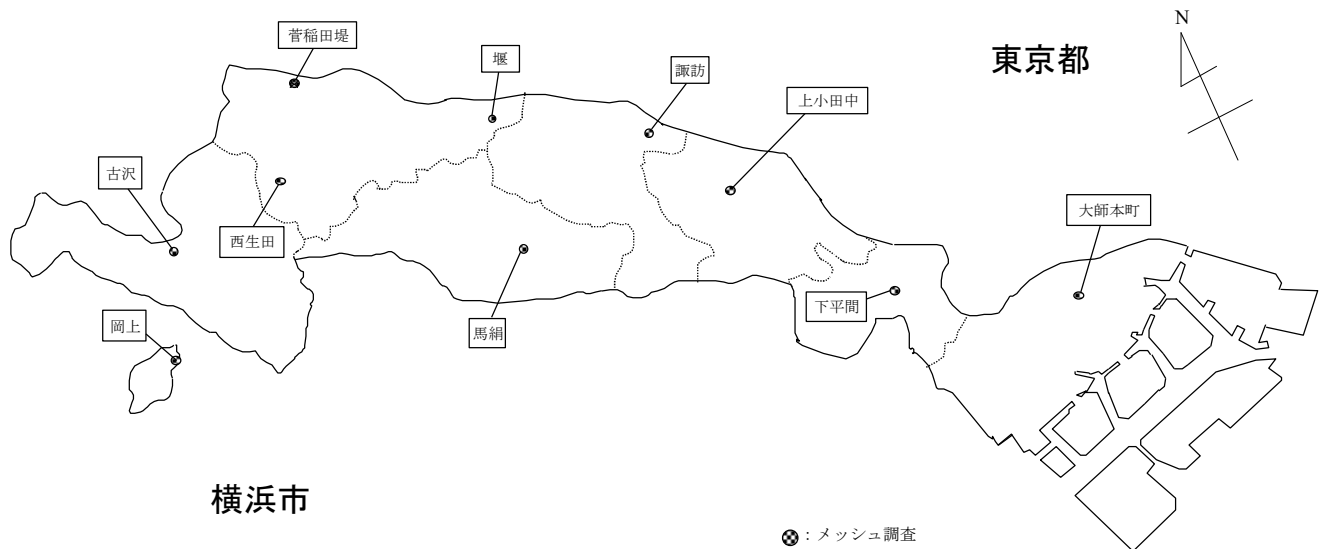 N
菅稲田堤
東京都
堰
諏訪
上小田中
古沢
西生田
大師本町
岡上
馬絹
下平間
横浜市
:メッシュ調査